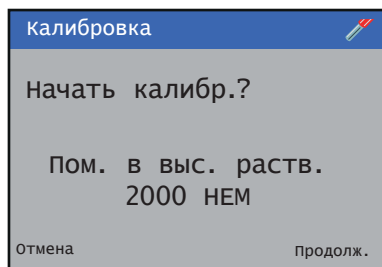 Калибровка
Начать калибр.?
Пом. в выс. раств.
2000 НЕМ
Отмена
Продолж.